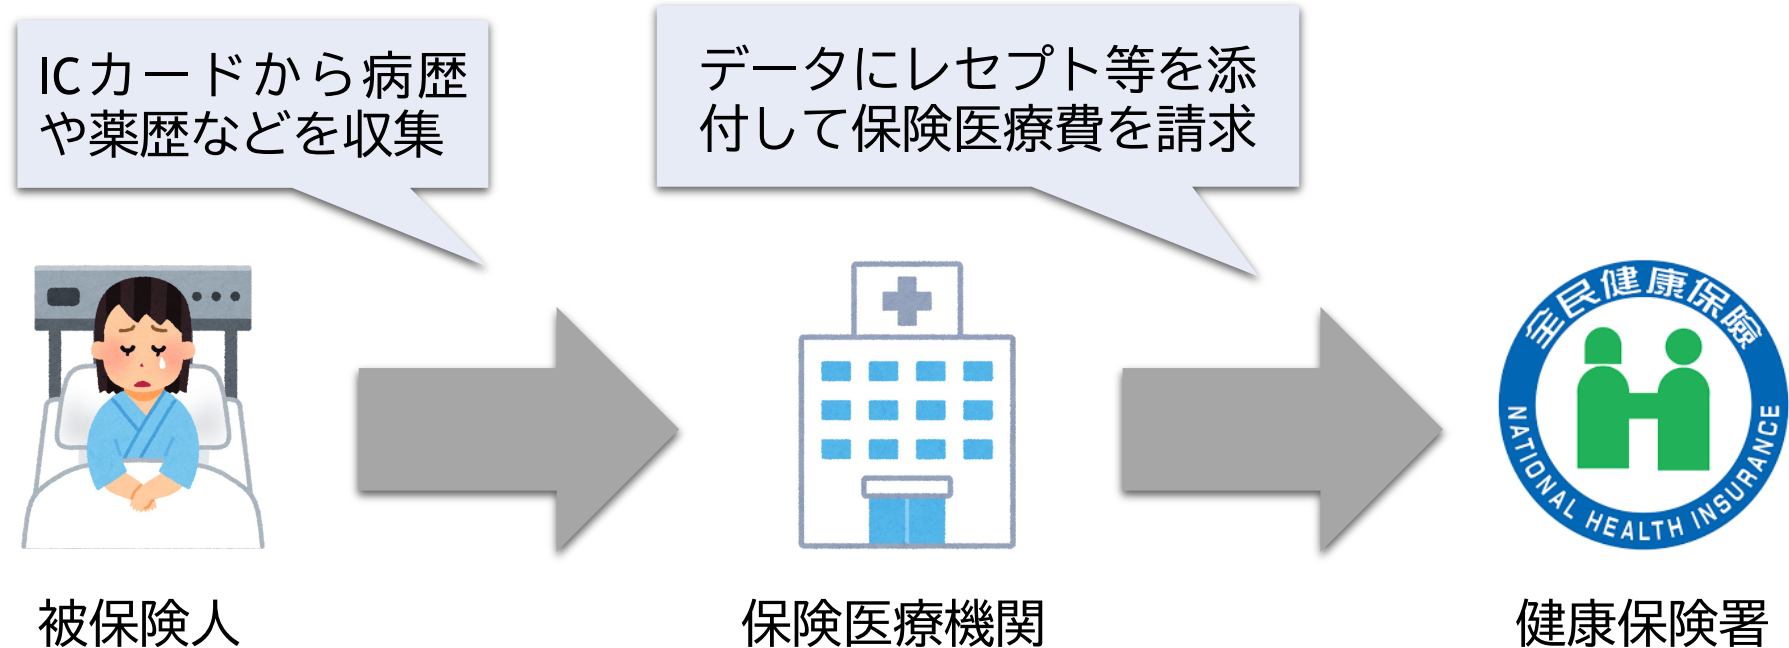 ICカードから病歴
や薬歴などを収集
データにレセプト等を添
付して保険医療費を請求
全民健康保險
NATIONAL HEALTH INSURANCE
被保険人
保険医療機関
健康保険署